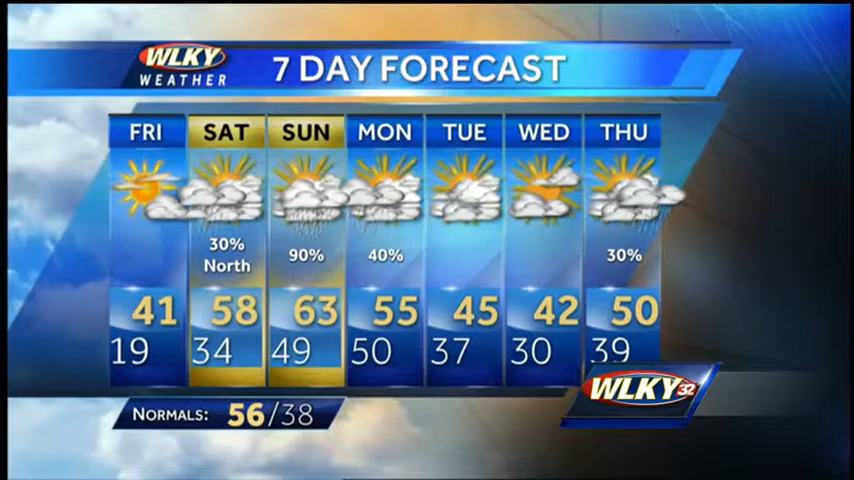 WLKY
WEATHER
7 DAY FORECAST
FRI SAT SUN MON TUE WED THU
30% 90% 40% 30%
North
41 58 63 55 45 42 50
19 34 49 50 37 30 39
NORMALS: 56/38
WLKY 32